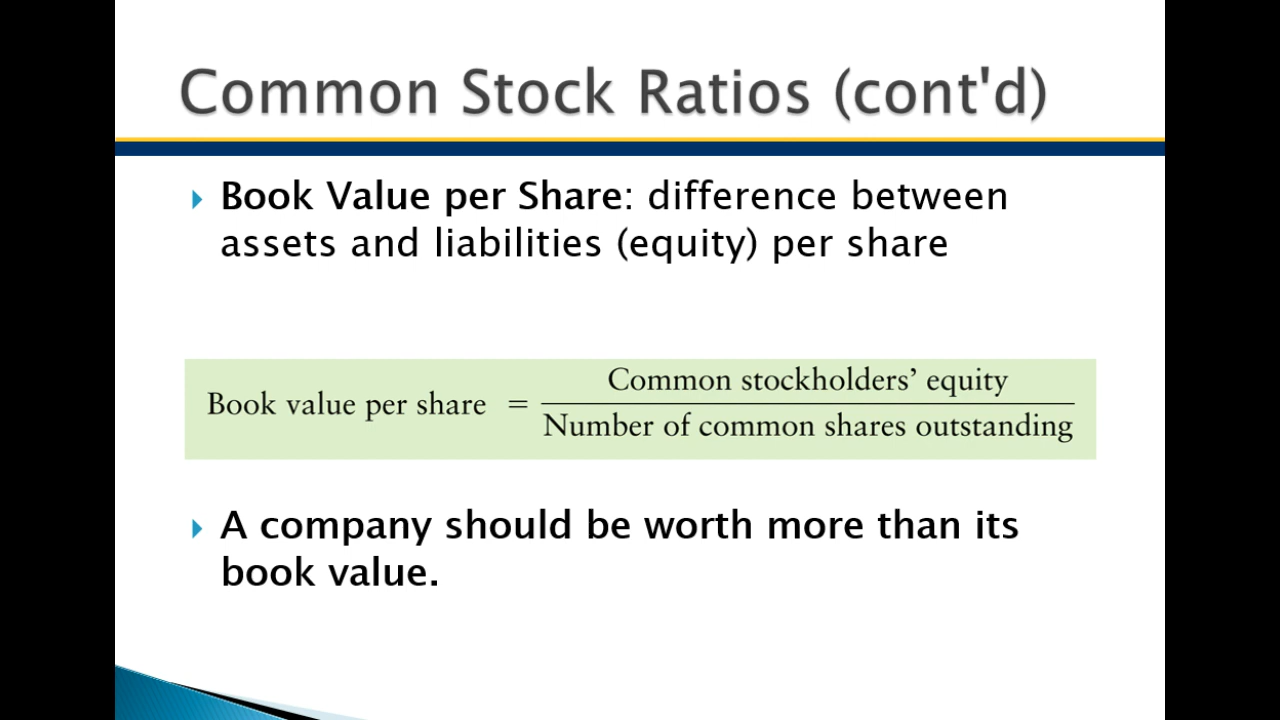 Common Stock Ratios (cont'd)
Book Value per Share: difference between
assets and liabilities (equity) per share
Book value per share = Common stockholders’ equity
Number of common shares outstanding
A company should be worth more than its
book value.